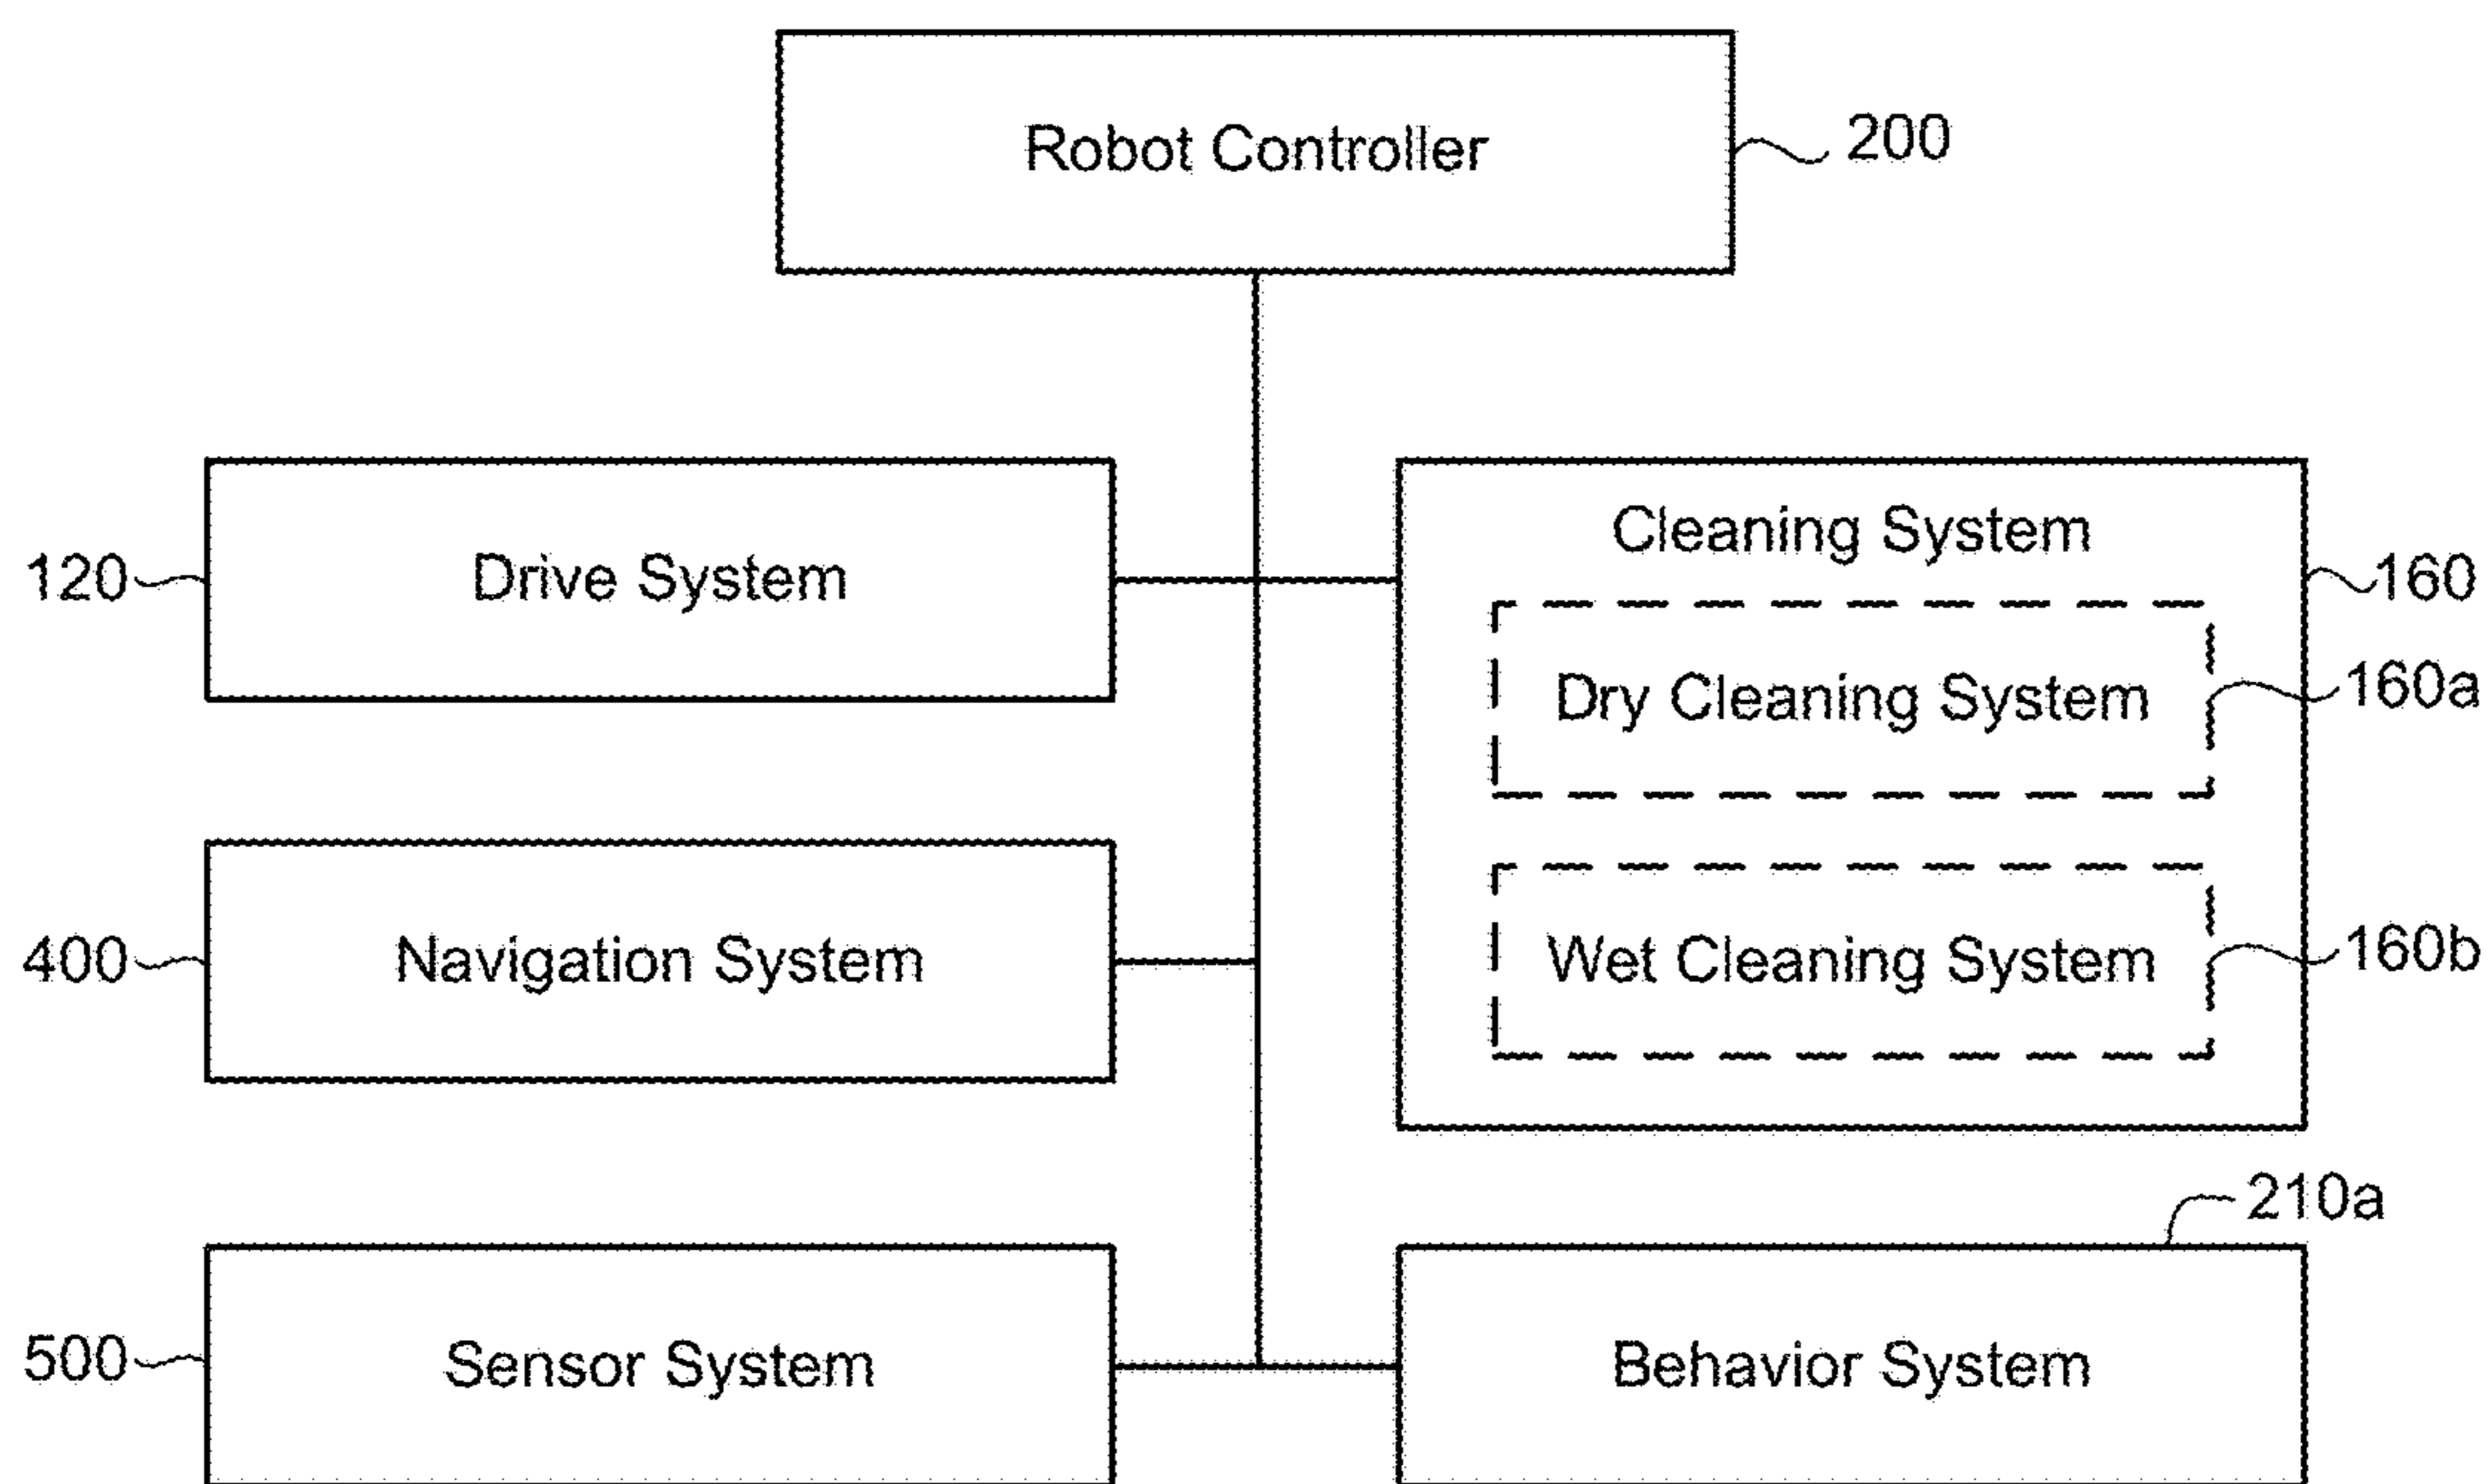 Robot Controller
200
120
Drive System
Cleaning System
160
Dry Cleaning System
160a
400
Navigation System
Wet Cleaning System
160b
210a
500
Sensor System
Behavior System